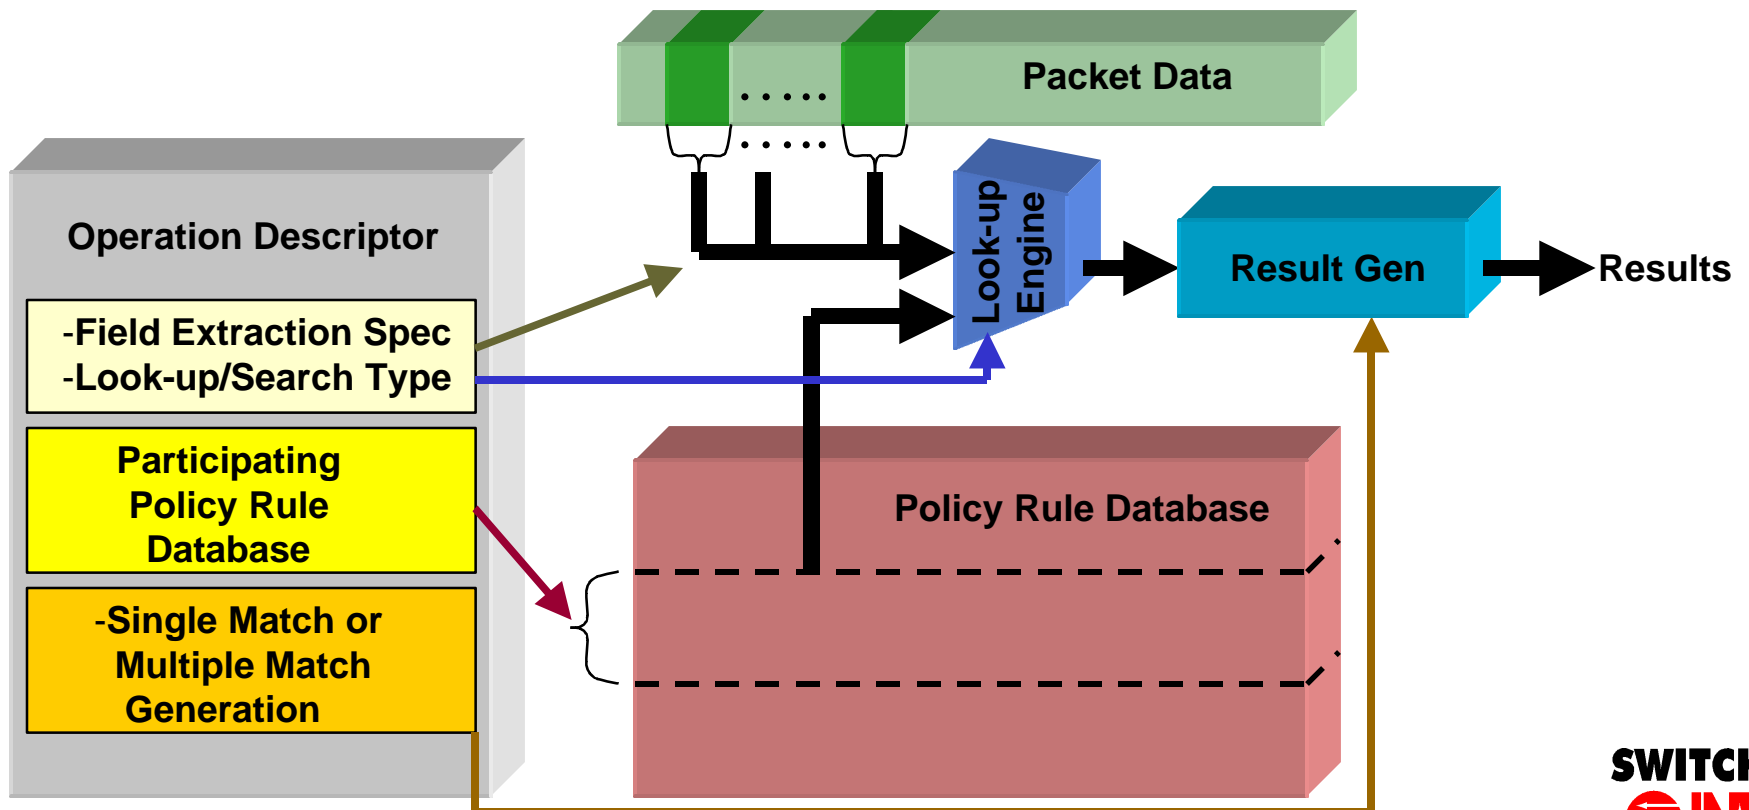 Packet Data
Operation Descriptor
-Field Extraction Spec
-Look-up/Search Type
Participating
Policy Rule
Database
-Single Match or
Multiple Match
Generation
Look-up
Engine
Result Gen
Results
Policy Rule Database